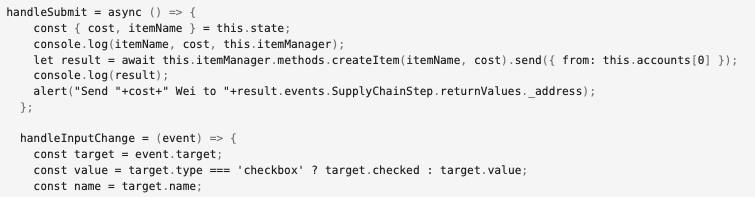 handleSubmit = async () => {
    const { cost, itemName } = this.state;
    console.log(itemName, cost, this.itemManager);
    let result = await this.itemManager.methods.createItem(itemName, cost).send({ from: this.accounts[0] });
    console.log(result);
    alert("Send "+cost+" Wei to "+result.events.SupplyChainStep.returnValues._address);
  };

  handleInputChange = (event) => {
    const target = event.target;
    const value = target.type === 'checkbox' ? target.checked : target.value;
    const name = target.name;